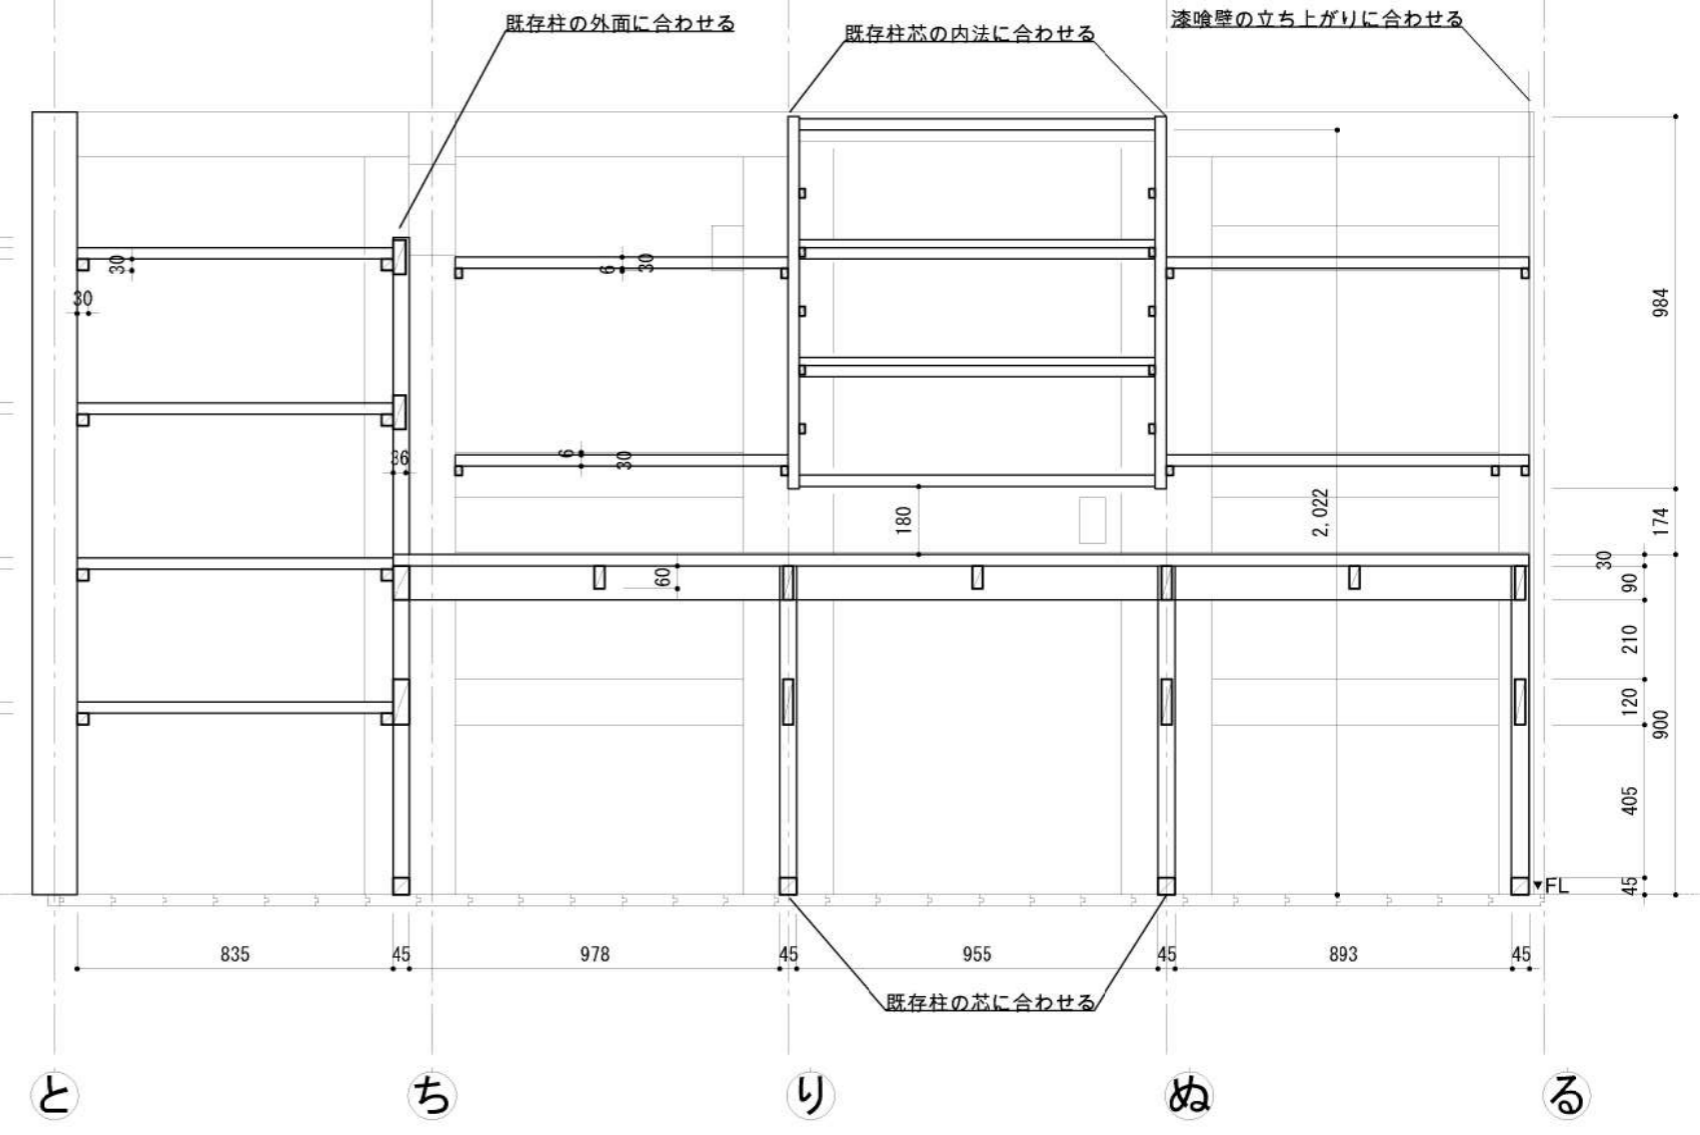 既存柱の外面に合わせる
既存柱芯の内法に合わせる
漆喰壁の立ち上がりに合わせる
30
30
6
30
984
36
6
30
180
2,022
174
60
30
90
210
120
900
405
45
▼FL
835
45
978
45
955
45
893
45
既存柱の芯に合わせる
と
ち
り
ぬ
る